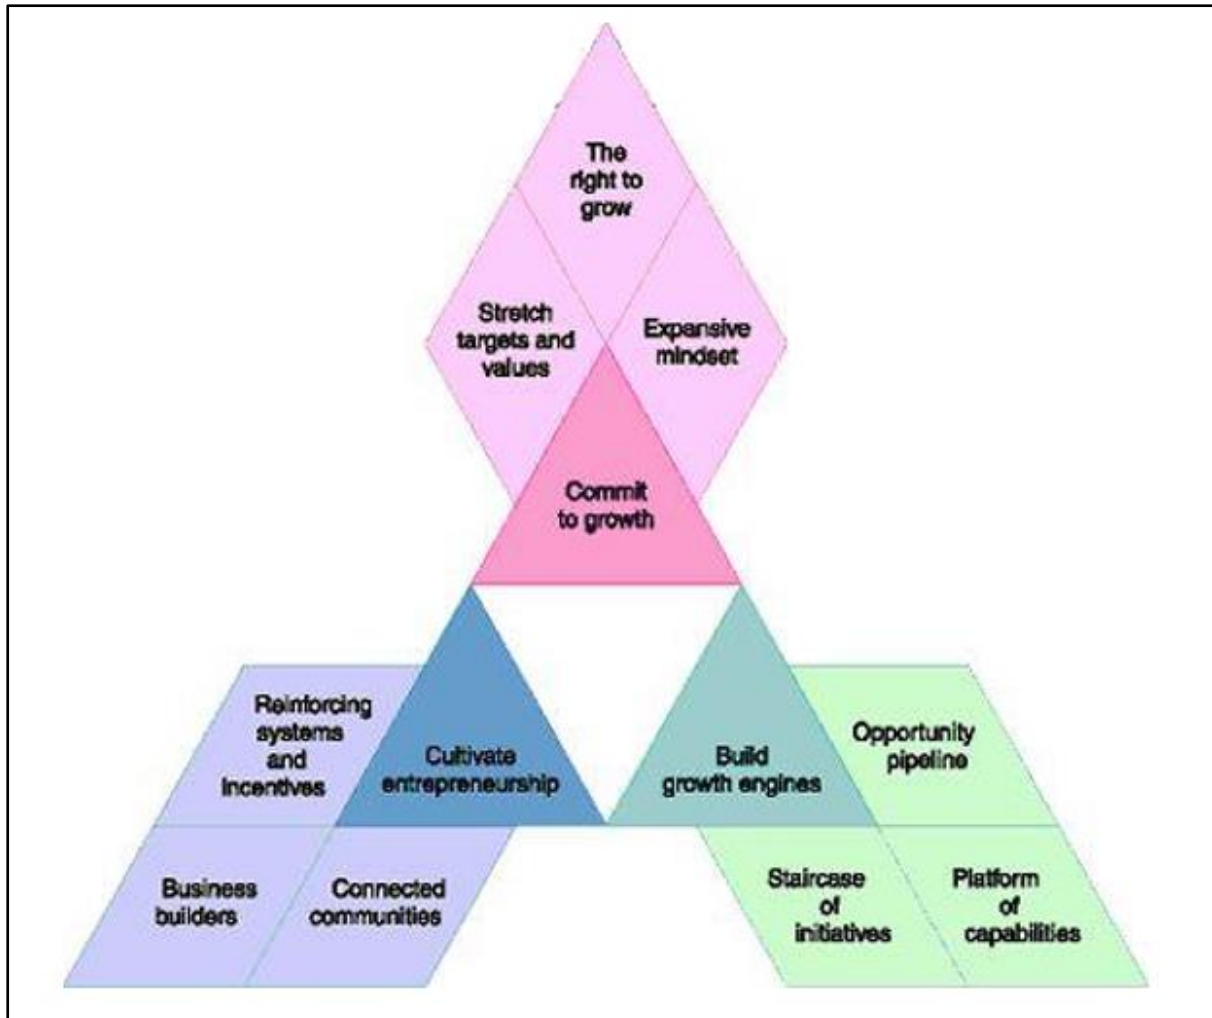 The
right to
grow
Stretch
targets and
values
Expansive
mindset
Commit
to growth
Reinforcing
systems
and
incentives
Cultivate
entrepreneurship
Build
growth engines
Opportunity
pipeline
Business
builders
Connected
communities
Staircase
of
initiatives
Platform
of
capabilities